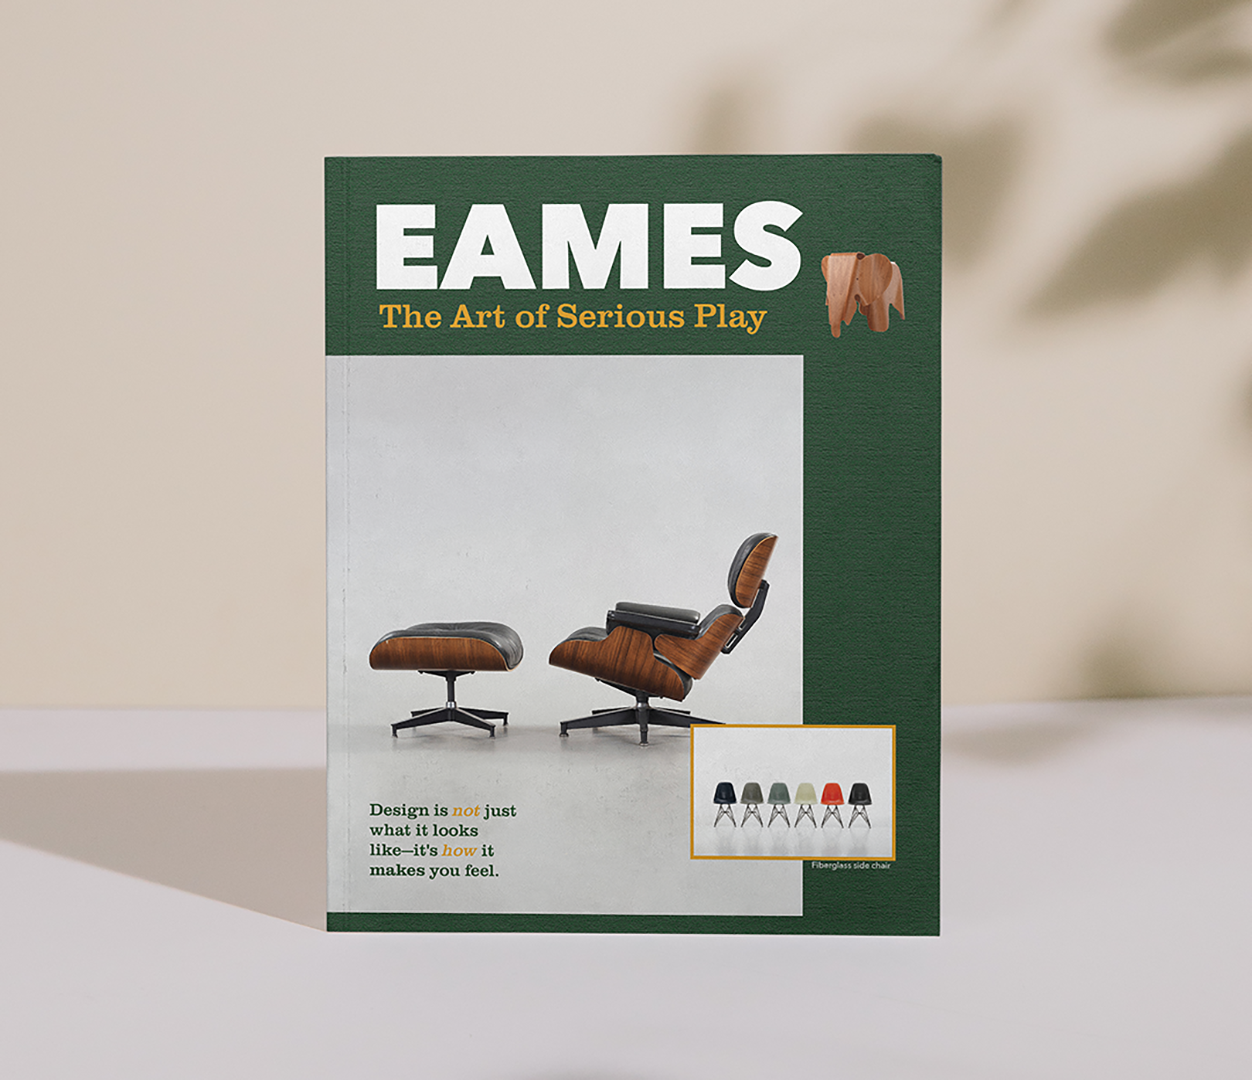 EAMES
The Art of Serious Play
Design is not just
what it looks
like—it's how it
makes you feel.
Fiberglass side chair